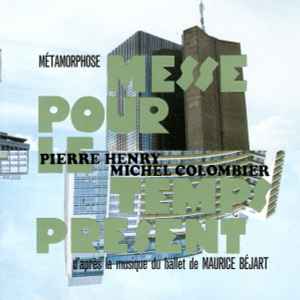 MÉTAMORPHOSE
MESSE
POUR
LE
PIERRE HENRY
MICHEL COLOMBIER
TEMPS
PRESENT
d'après la musique du ballet de MAURICE BÉJART